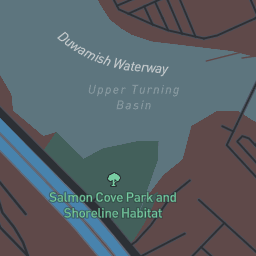 Duwamish Waterway
Upper Turning
Basin
Salmon Cove Park and
Shoreline Habitat